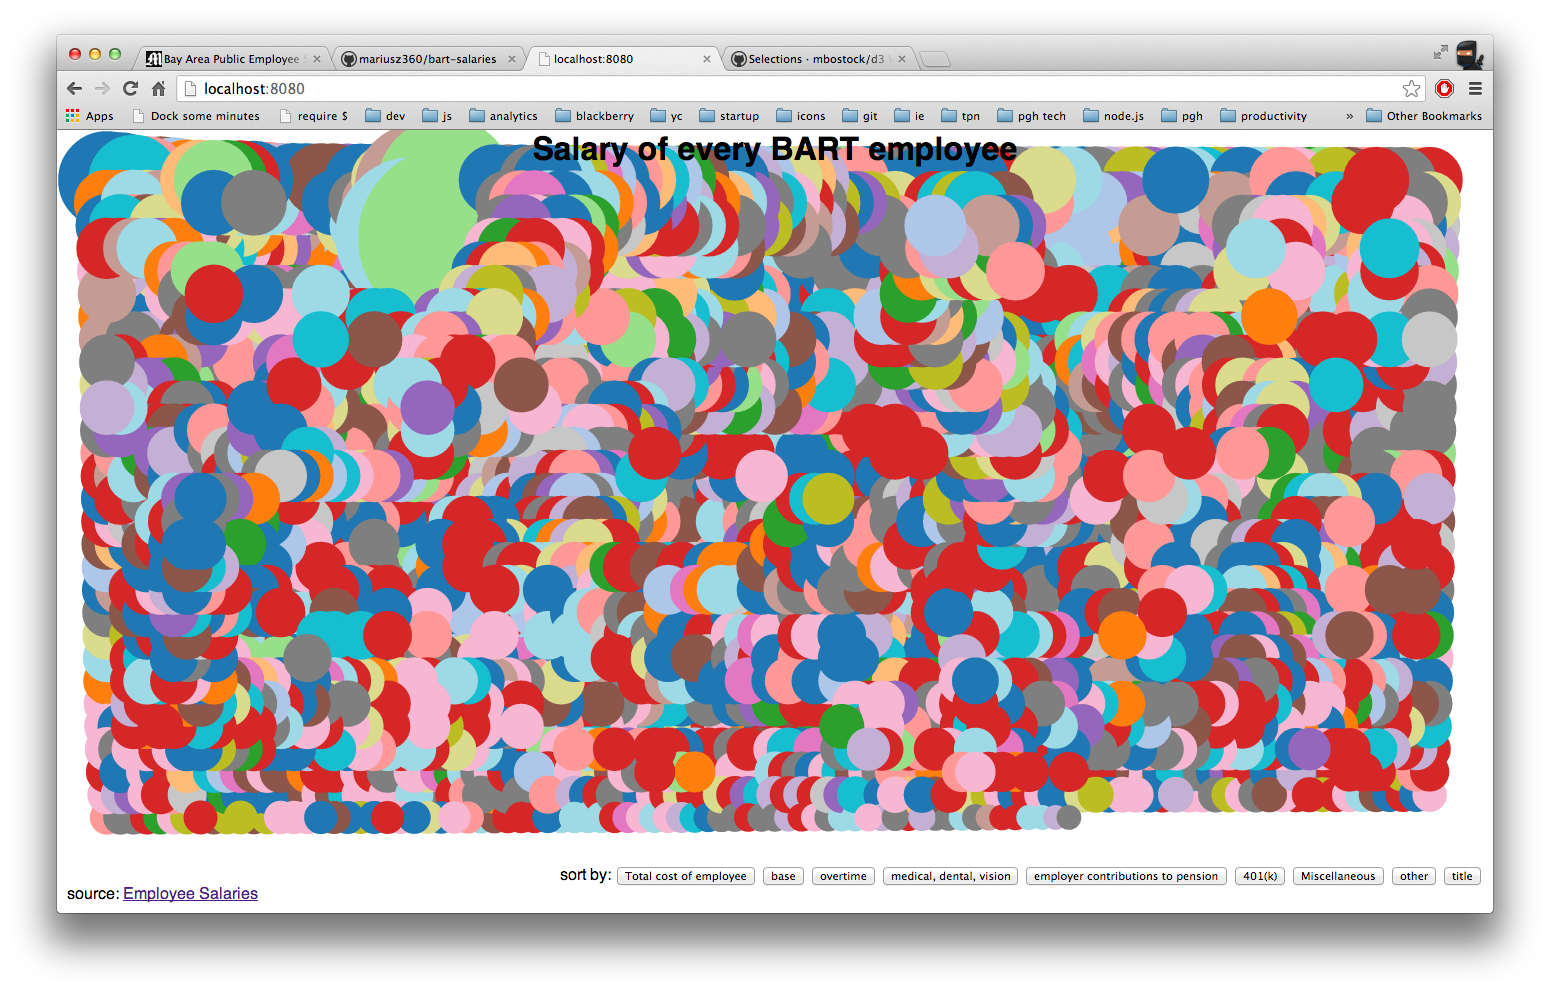 Bay Area Public Employee
mariusz360/bart-salaries
localhost:8080
Selections · mbostock/d3
localhost:8080
Apps Dock some minutes require $ dev js analytics blackberry yc startup icons git ie tpn pgh tech node.js pgh productivity » Other Bookmarks
Salary of every BART employee
sort by: Total cost of employee base overtime medical, dental, vision employer contributions to pension 401(k) Miscellaneous other title
source: Employee Salaries